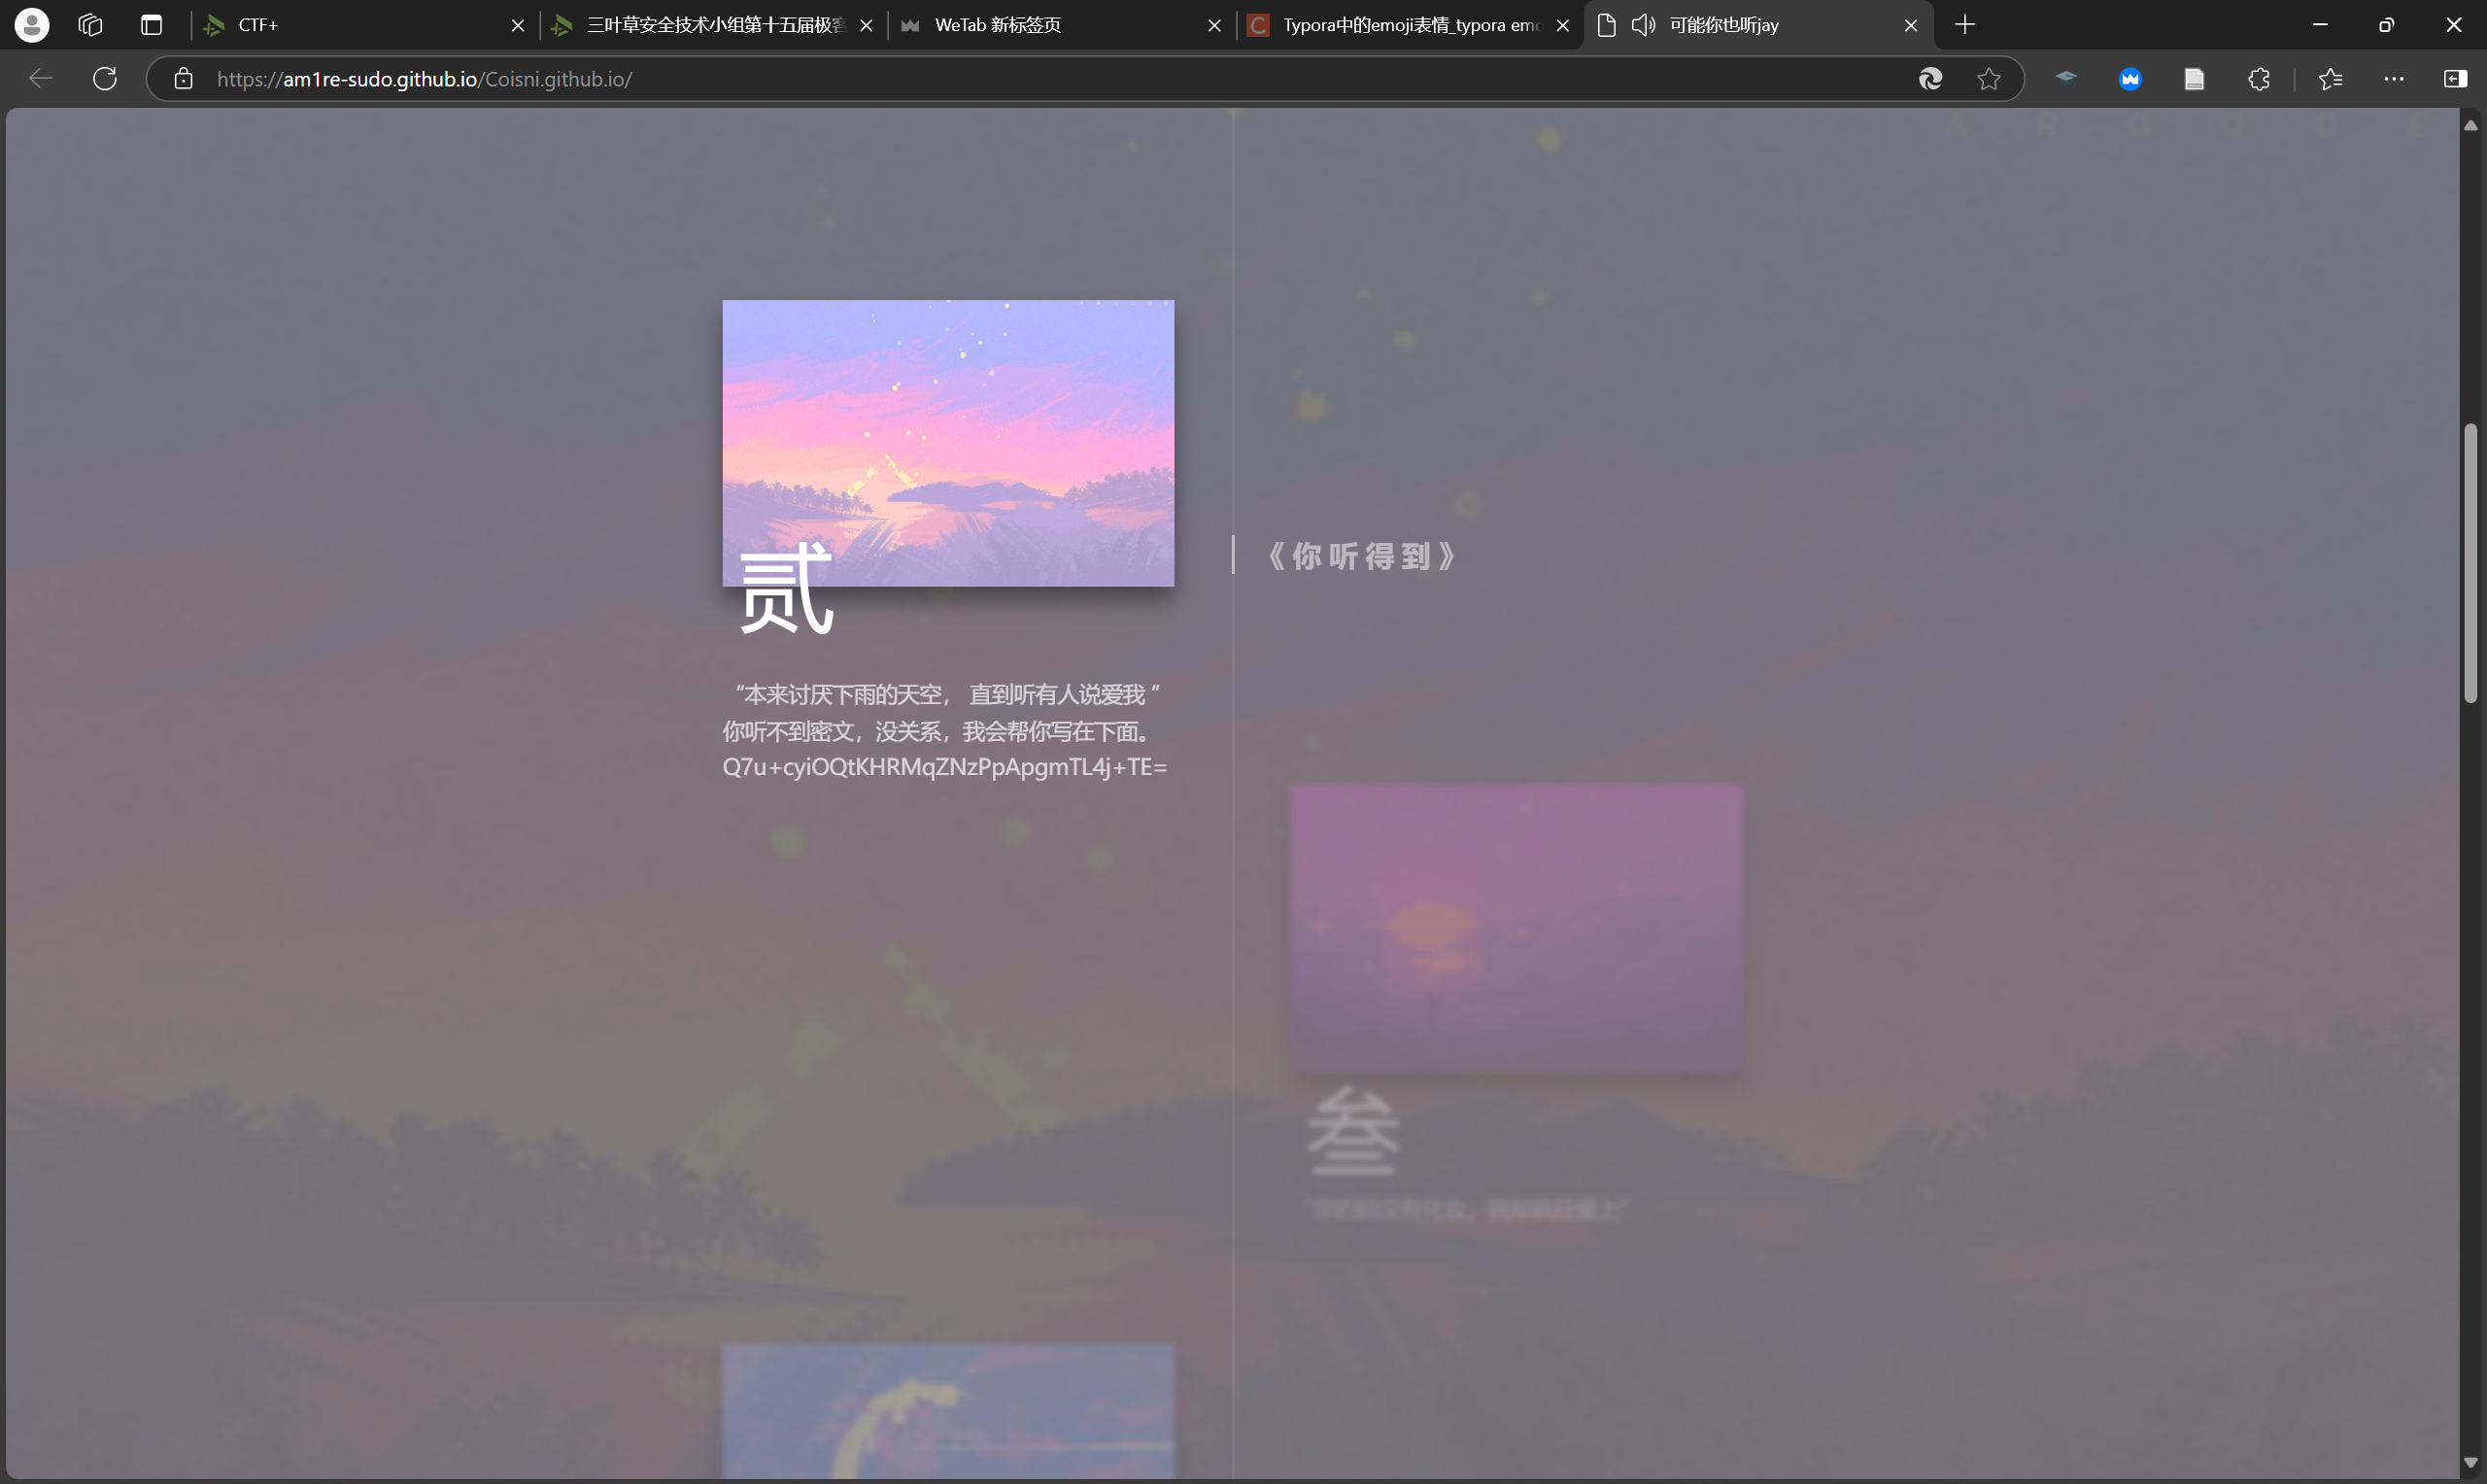 CTF+
三叶草安全技术小组第十五届极客
WeTab 新标签页
Typora中的emoji表情_typora emo
可能你也听jay
https://am1re-sudo.github.io/Coisni.github.io/
A R G O D E
贰
《你听得到》
“本来讨厌下雨的天空， 直到听有人说爱我 ”
你听不到密文，没关系，我会帮你写在下面。
Q7u+cyiOQtKHRMqZNzPpApgmTL4j+TE=
叁